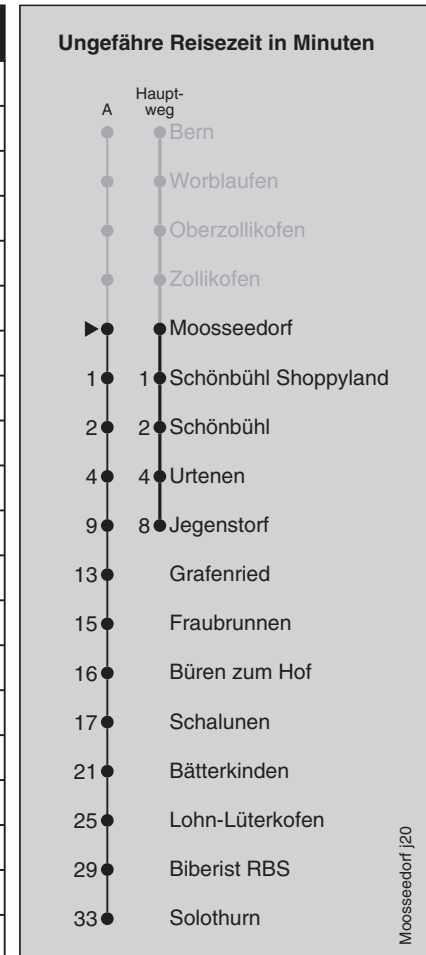 Ungefähre Reisezeit in Minuten
A Haupt-
weg
Bern
Worblaufen
Oberzollikofen
Zollikofen
Moosseedorf
1 1 Schönbühl Shoppyland
2 2 Schönbühl
4 4 Urtenen
9 8 Jegenstorf
13 Grafenried
15 Fraubrunnen
16 Büren zum Hof
17 Schalunen
21 Bätterkinden
25 Lohn-Lüterkofen
29 Biberist RBS
33 Solothurn
Moosseedorf j20